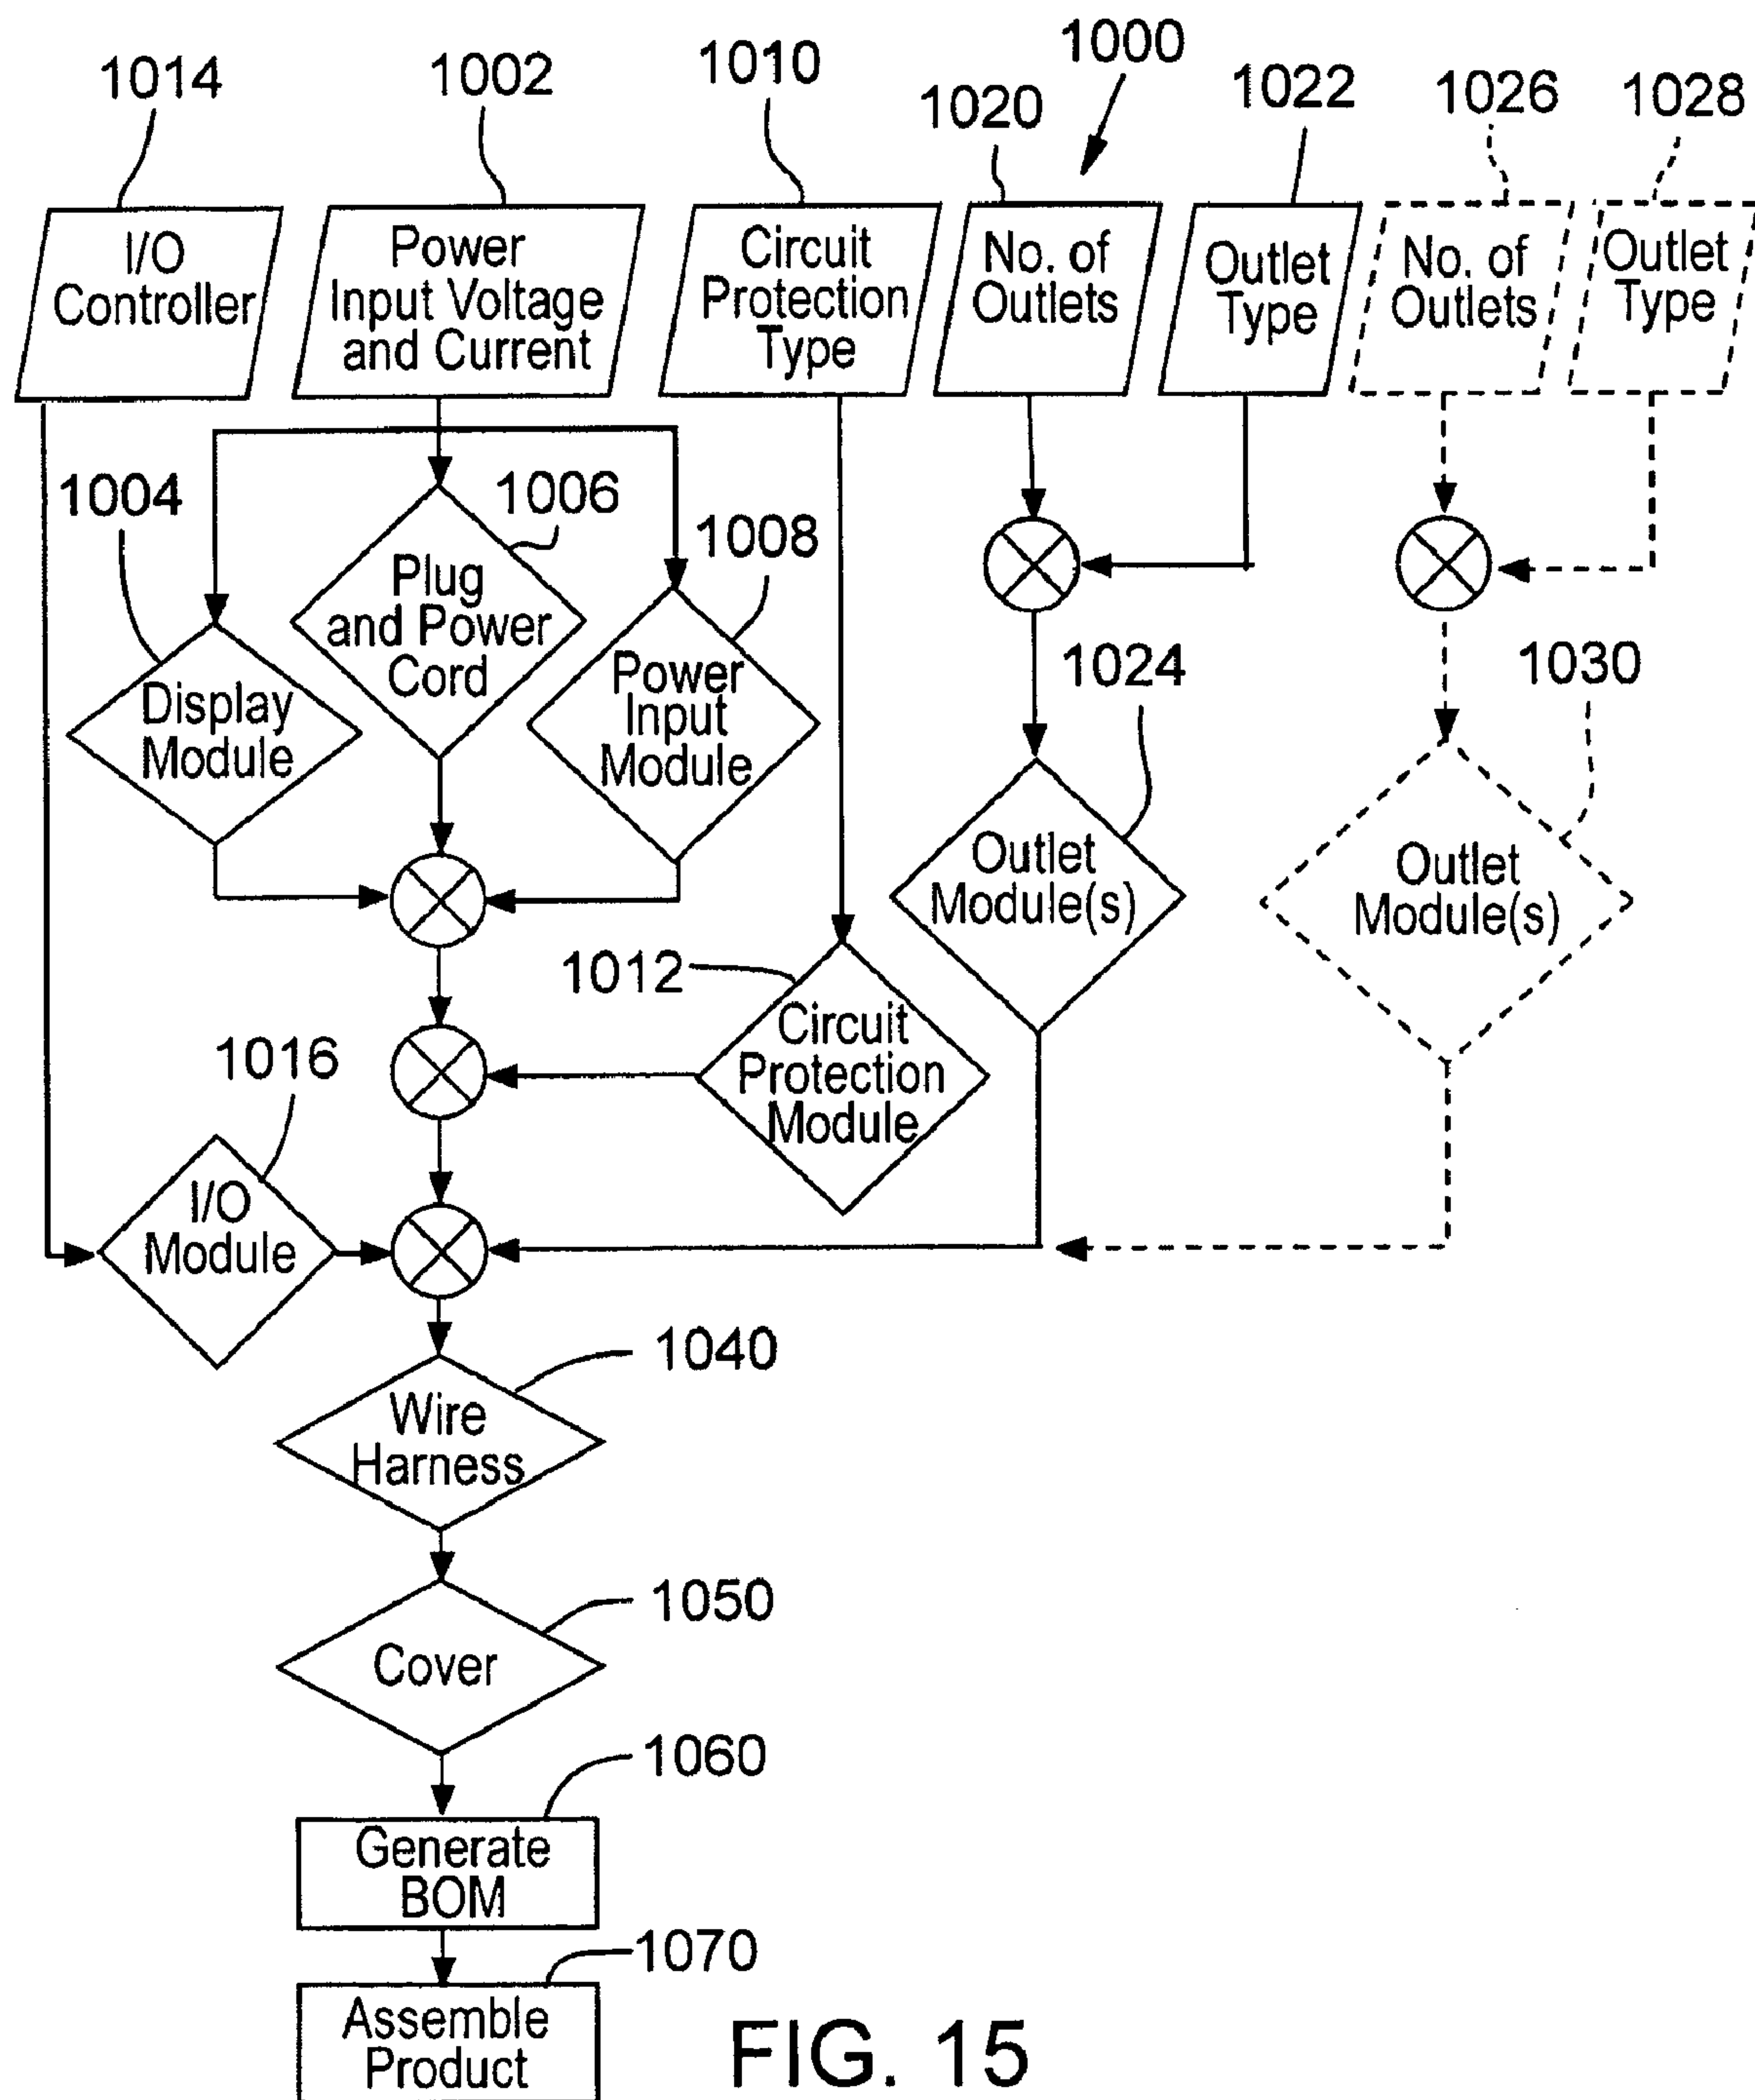 1000
1014
1002
1010
1020
1022
1026
1028
I/O
Controller
Power
Input Voltage
and Current
Circuit
Protection
Type
No. of
Outlets
Outlet
Type
No. of
Outlets
Outlet
Type
1004
1006
1008
Display
Module
Plug
and Power
Cord
Power
Input
Module
1024
1030
Outlet
Module(s)
Outlet
Module(s)
1012
Circuit
Protection
Module
1016
I/O
Module
1040
Wire
Harness
1050
Cover
1060
Generate
BOM
1070
Assemble
Product
FIG. 15